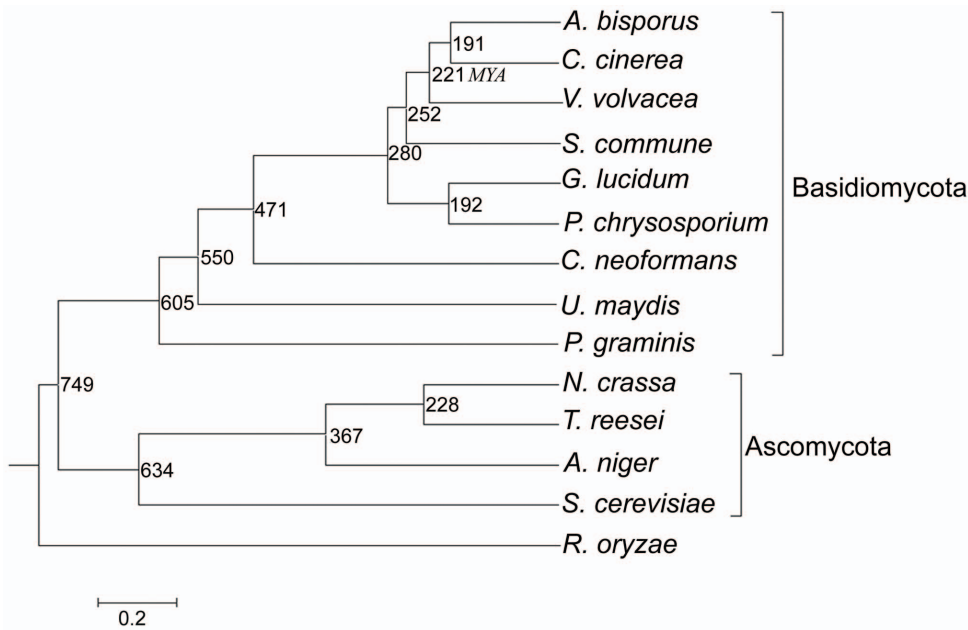 A. bisporus
191
C. cinerea
221 MYA
V. volvacea
252
S. commune
280
G. lucidum
192
P. chrysosporium
471
C. neoformans
550
U. maydis
605
P. graminis
Basidiomycota
749
N. crassa
228
T. reesei
367
A. niger
634
S. cerevisiae
Ascomycota
R. oryzae
0.2